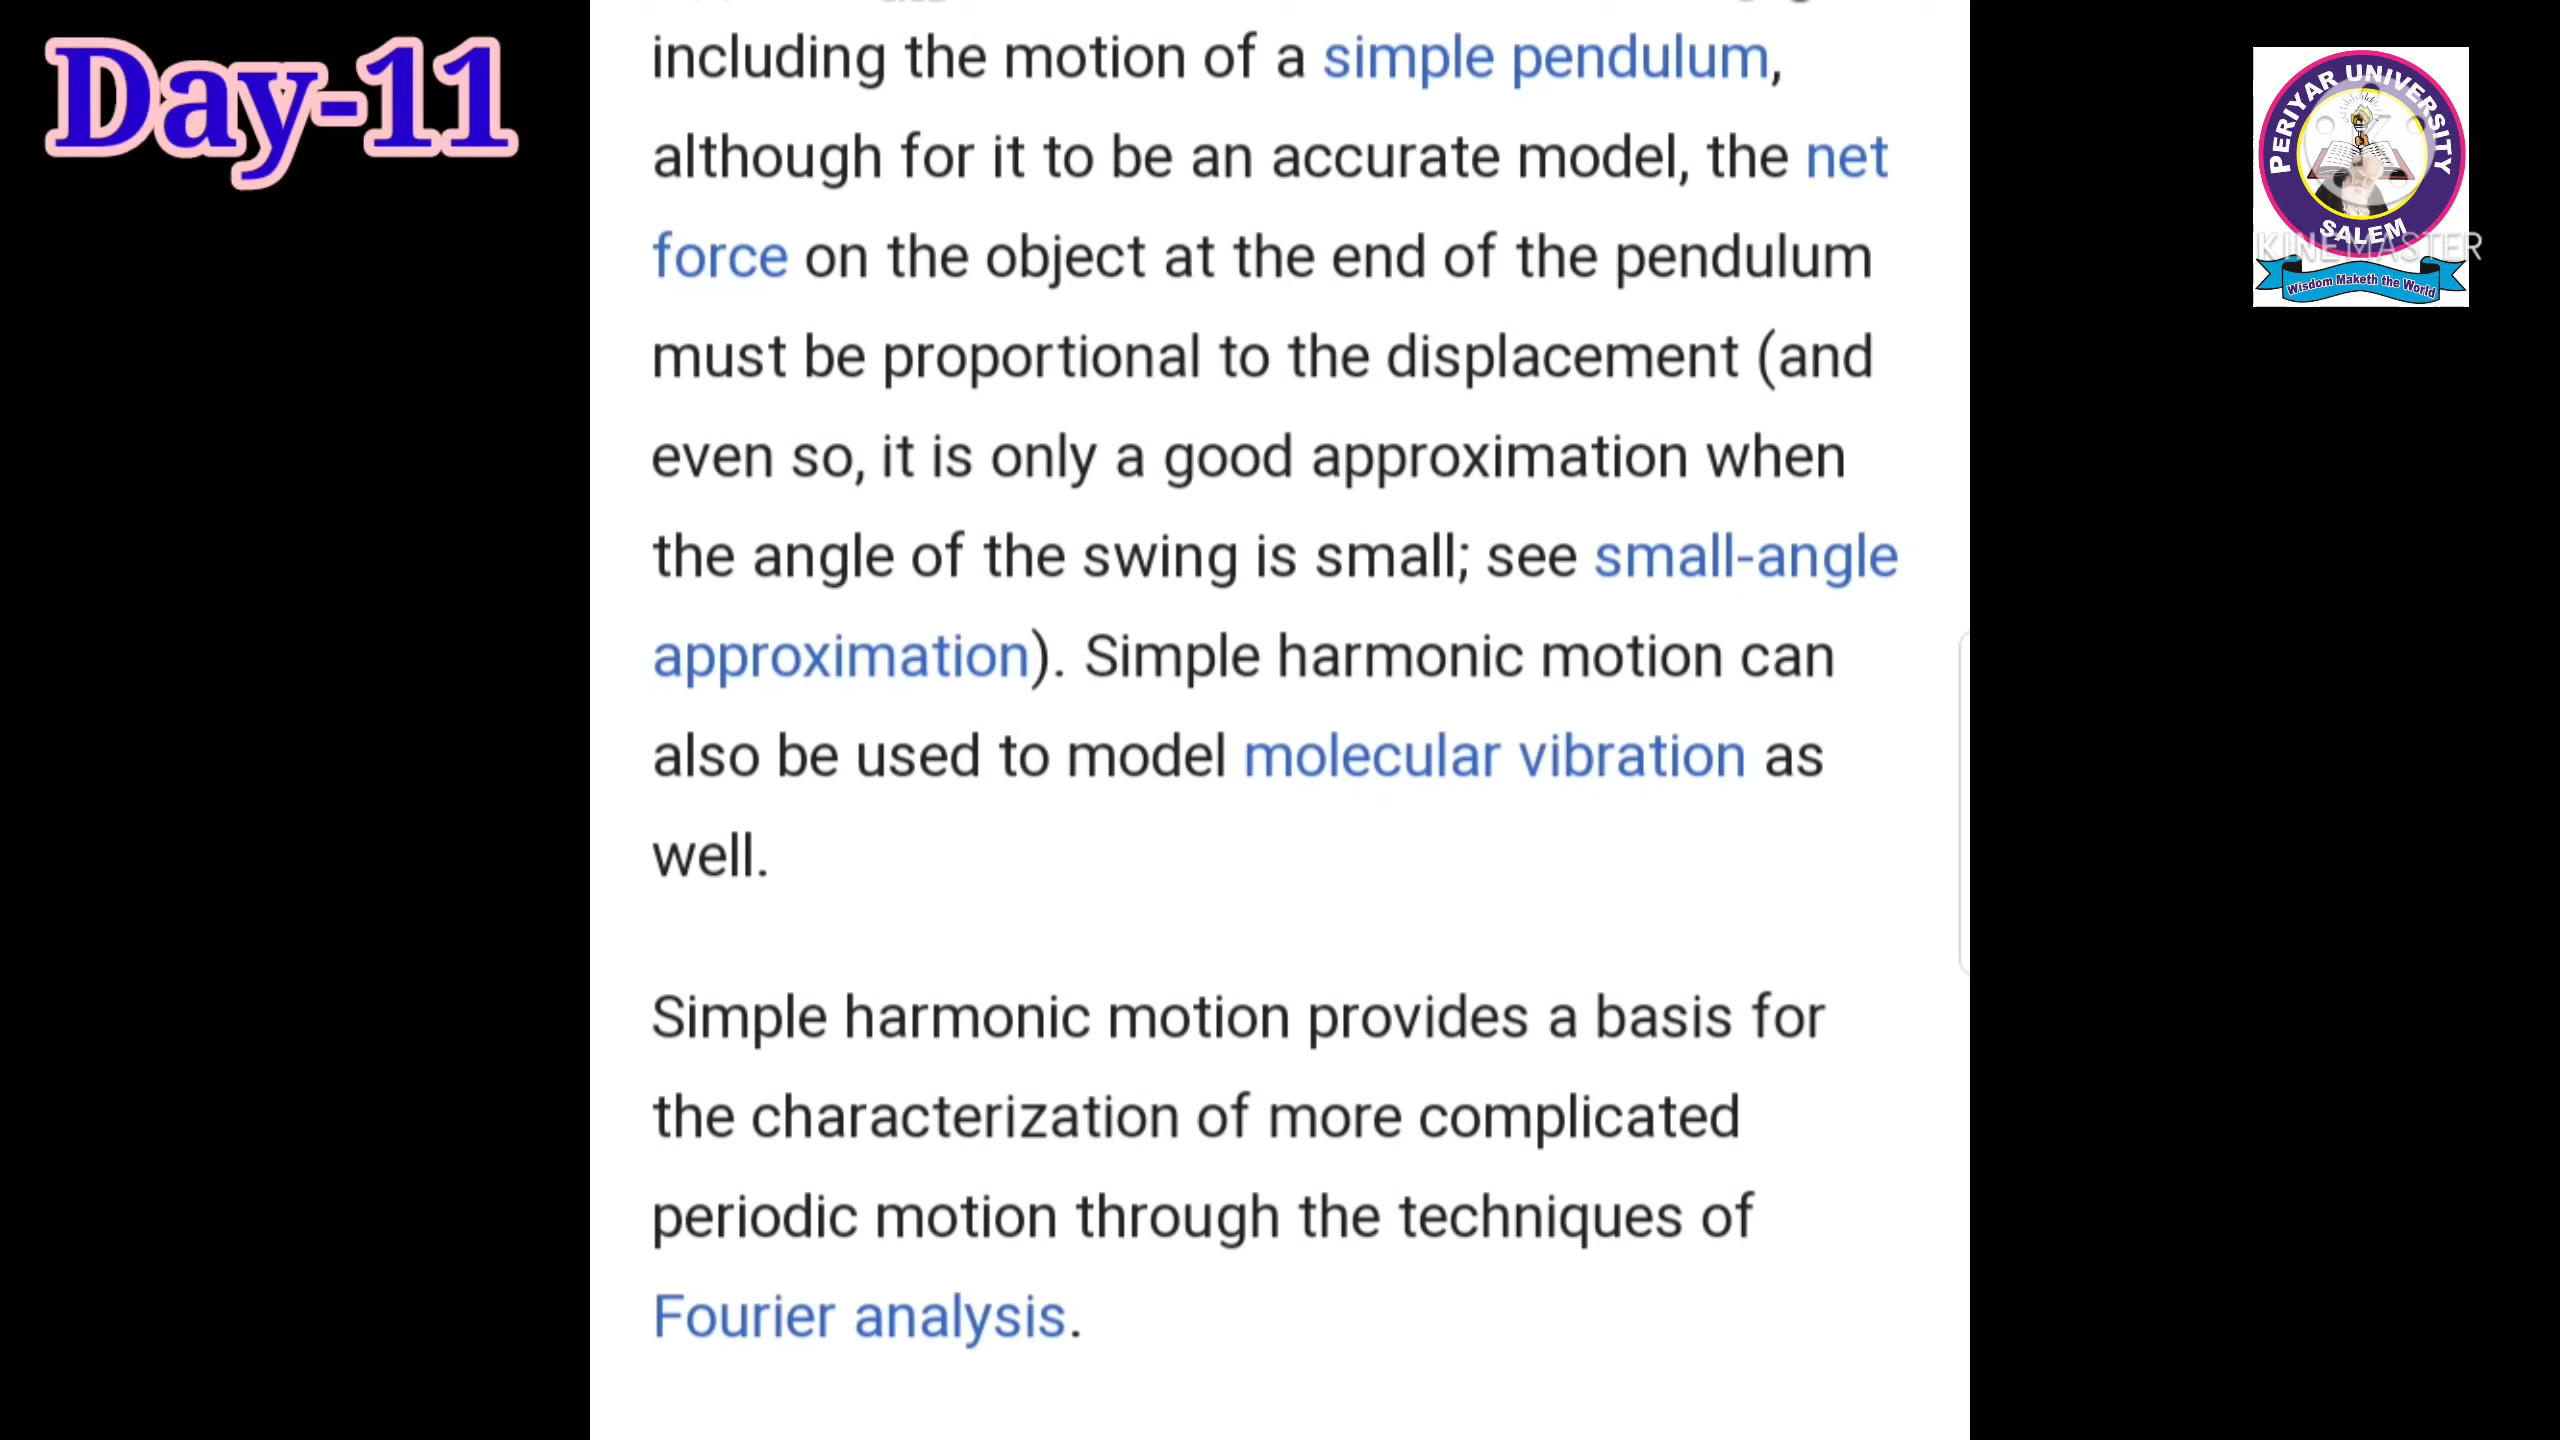 Day-11
including the motion of a simple pendulum,
although for it to be an accurate model, the net
force on the object at the end of the pendulum
must be proportional to the displacement (and
even so, it is only a good approximation when
the angle of the swing is small; see small-angle
approximation). Simple harmonic motion can
also be used to model molecular vibration as
well.
Simple harmonic motion provides a basis for
the characterization of more complicated
periodic motion through the techniques of
Fourier analysis.
PERIYAR UNIVERSITY
SALEM
KINEMASTER
Wisdom Maketh the World